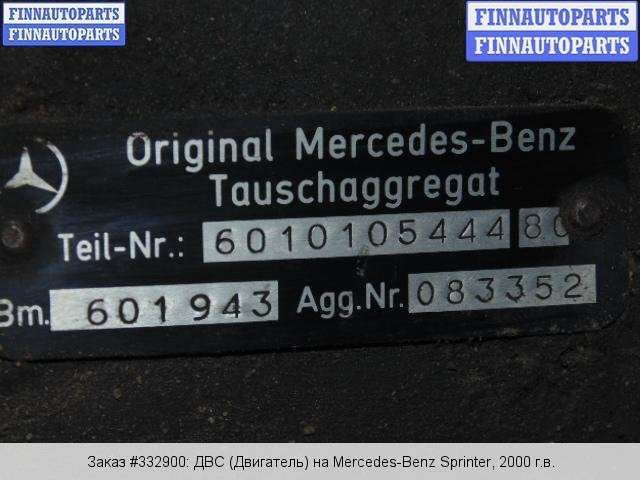 FINNAUTOPARTS FINNAUTOPARTS
FINNAUTOPARTS FINNAUTOPARTS
Original Mercedes-Benz
Tauschaggregat
Teil-Nr.: 6010105444 80
Bm. 601943 Agg.Nr. 083352
Заказ #332900: ДВС (Двигатель) на Mercedes-Benz Sprinter, 2000 г.в.